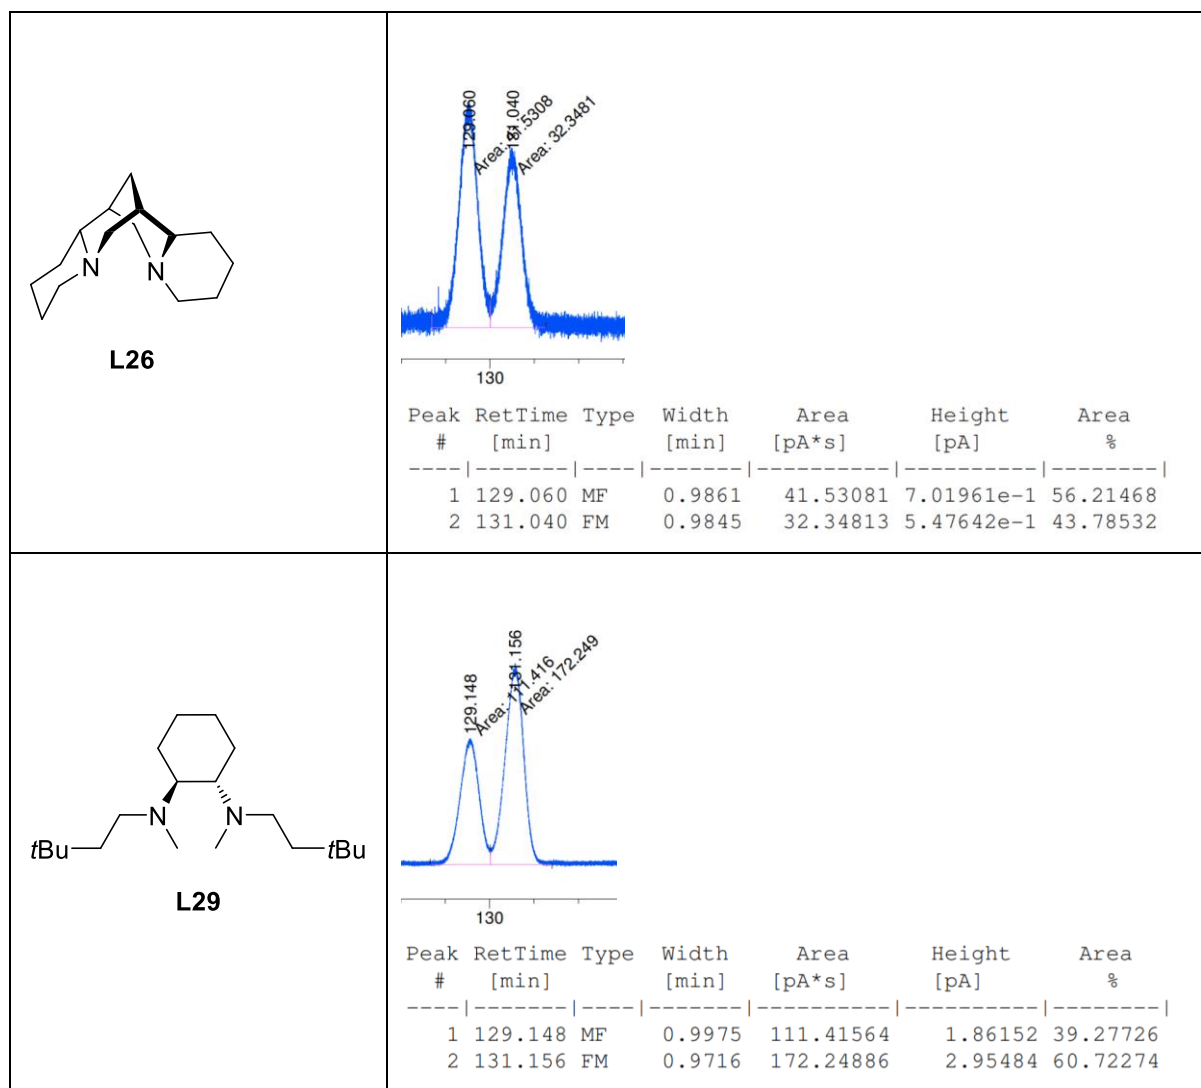 129.060
Area: 41.5308
131.040
Area: 32.3481
N
N
L26
130
Peak RetTime Type Width Area Height Area
# [min] [min] [pA*s] [pA] %
----|-------|----|-------|----------|----------|--------|
1 129.060 MF 0.9861 41.53081 7.01961e-1 56.21468
2 131.040 FM 0.9845 32.34813 5.47642e-1 43.78532
129.148
Area: 111.416
131.156
Area: 172.249
N
N
tBu
tBu
L29
130
Peak RetTime Type Width Area Height Area
# [min] [min] [pA*s] [pA] %
----|-------|----|-------|----------|----------|--------|
1 129.148 MF 0.9975 111.41564 1.86152 39.27726
2 131.156 FM 0.9716 172.24886 2.95484 60.72274